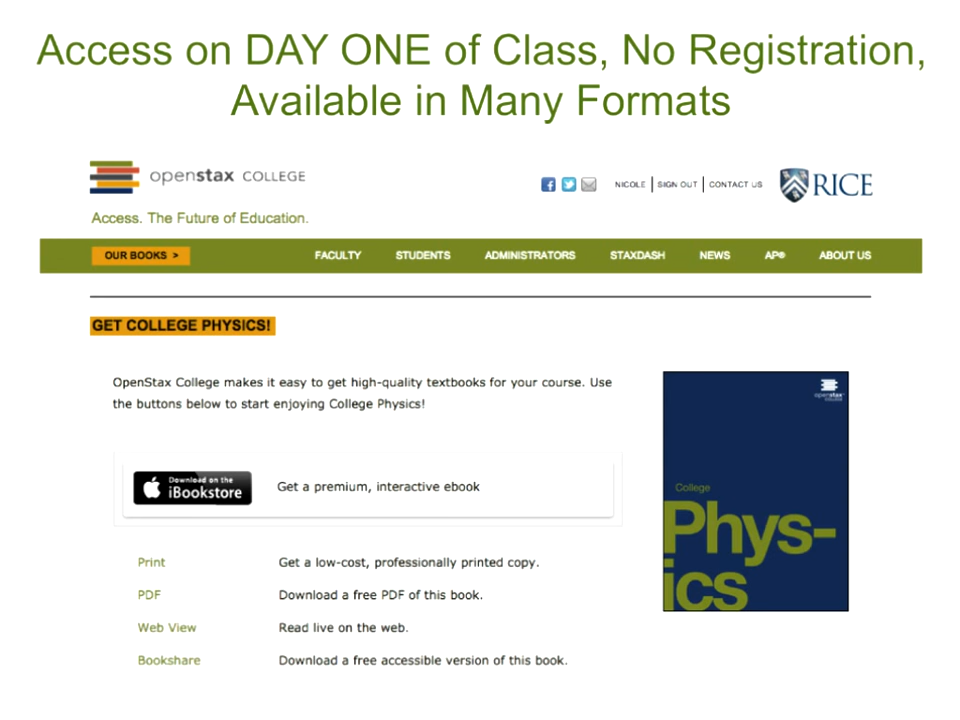 Access on DAY ONE of Class, No Registration,
Available in Many Formats
openstax COLLEGE
NICOLE | SIGN OUT | CONTACT US
RICE
Access. The Future of Education.
OUR BOOKS > FACULTY STUDENTS ADMINISTRATORS STAXDASH NEWS AP® ABOUT US
GET COLLEGE PHYSICS!
OpenStax College makes it easy to get high-quality textbooks for your course. Use
the buttons below to start enjoying College Physics!
Download on the
iBookstore
Get a premium, interactive ebook
Print Get a low-cost, professionally printed copy.
PDF Download a free PDF of this book.
Web View Read live on the web.
Bookshare Download a free accessible version of this book.
openstax
COLLEGE
College
Phys-
ics